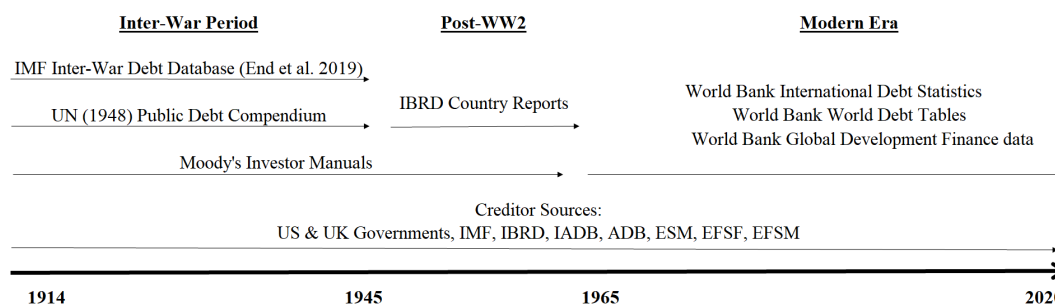 Inter-War Period
Post-WW2
Modern Era
IMF Inter-War Debt Database (End et al. 2019)
UN (1948) Public Debt Compendium
IBRD Country Reports
World Bank International Debt Statistics
World Bank World Debt Tables
World Bank Global Development Finance data
Moody's Investor Manuals
Creditor Sources:
US & UK Governments, IMF, IBRD, IADB, ADB, ESM, EFSF, EFSM
1914
1945
1965